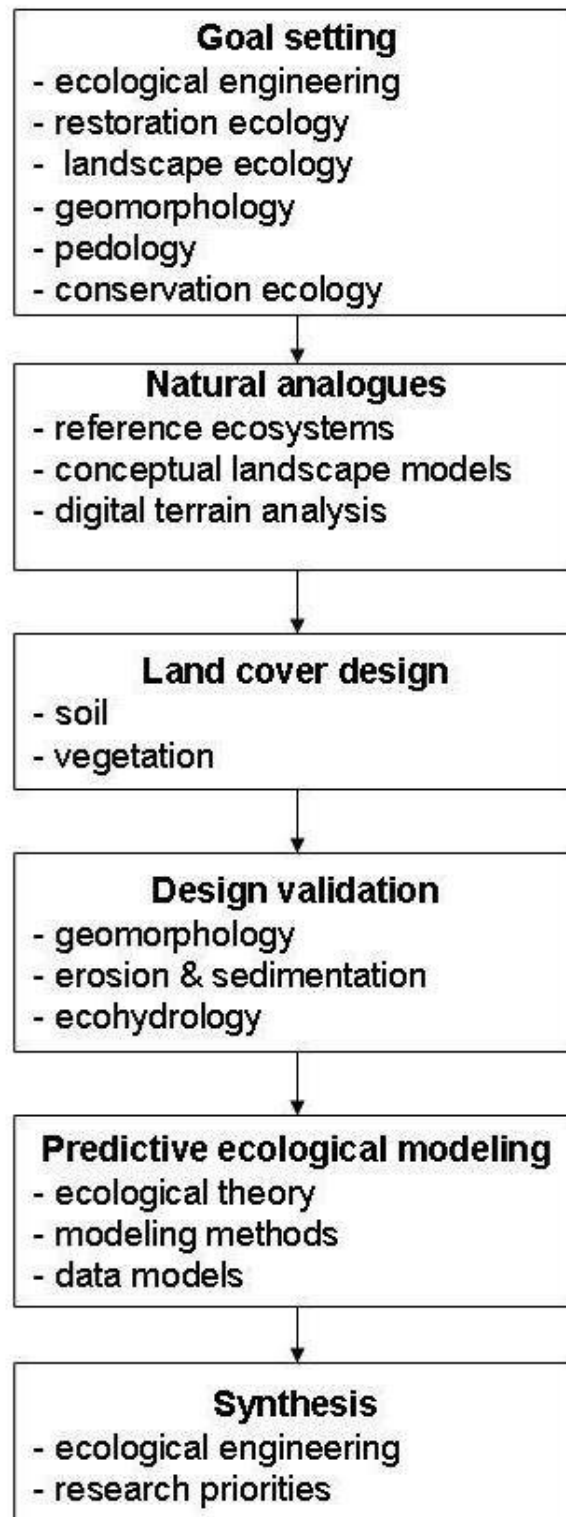 Goal setting
- ecological engineering
- restoration ecology
- landscape ecology
- geomorphology
- pedology
- conservation ecology
Natural analogues
- reference ecosystems
- conceptual landscape models
- digital terrain analysis
Land cover design
- soil
- vegetation
Design validation
- geomorphology
- erosion & sedimentation
- ecohydrology
Predictive ecological modeling
- ecological theory
- modeling methods
- data models
Synthesis
- ecological engineering
- research priorities